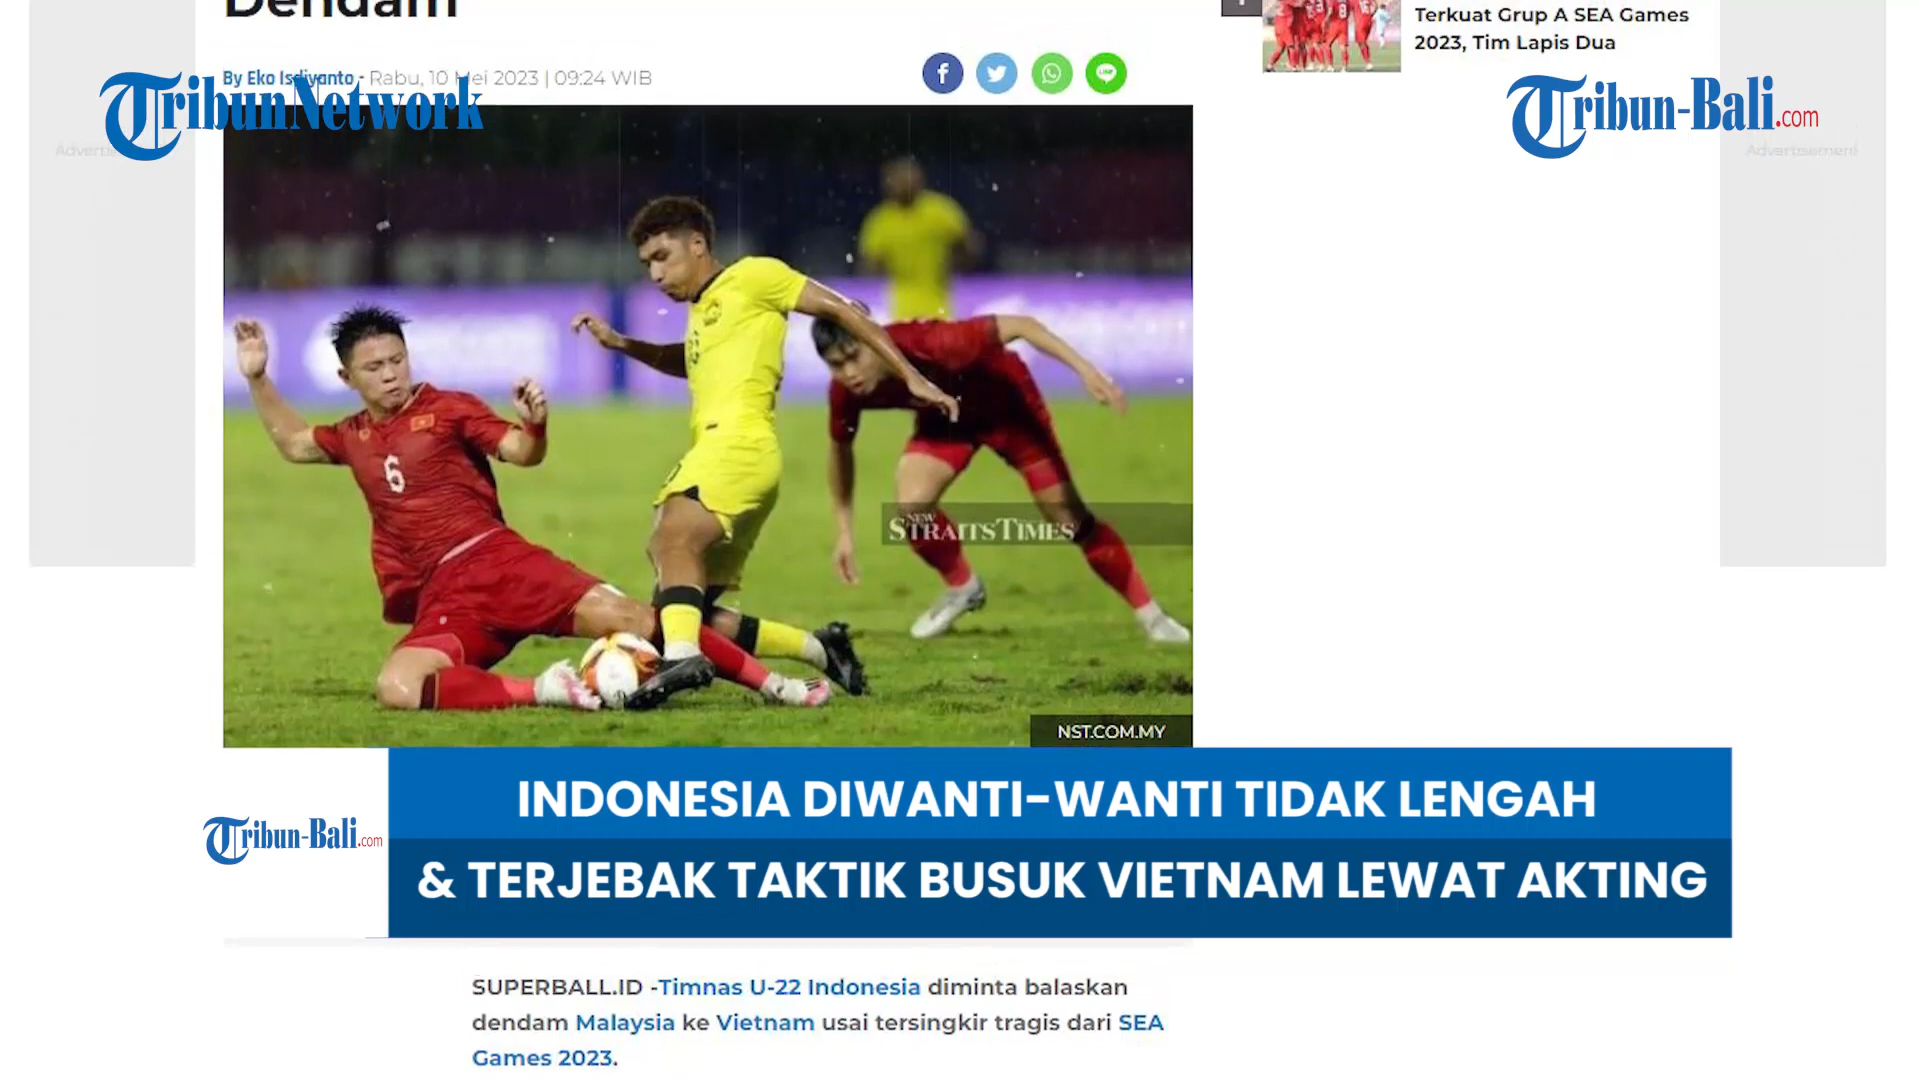 Dendam
Terkuat Grup A SEA Games
2023, Tim Lapis Dua
By Eko Isdiyanto - Rabu, 10 Mei 2023 | 09:24 WIB
TribunNetwork
Tribun-Bali.com
Advertisement
6
NEW
STRAITS TIMES
NST.COM.MY
Tribun-Bali.com
INDONESIA DIWANTI-WANTI TIDAK LENGAH
& TERJEBAK TAKTIK BUSUK VIETNAM LEWAT AKTING
SUPERBALL.ID -Timnas U-22 Indonesia diminta balaskan
dendam Malaysia ke Vietnam usai tersingkir tragis dari SEA
Games 2023.